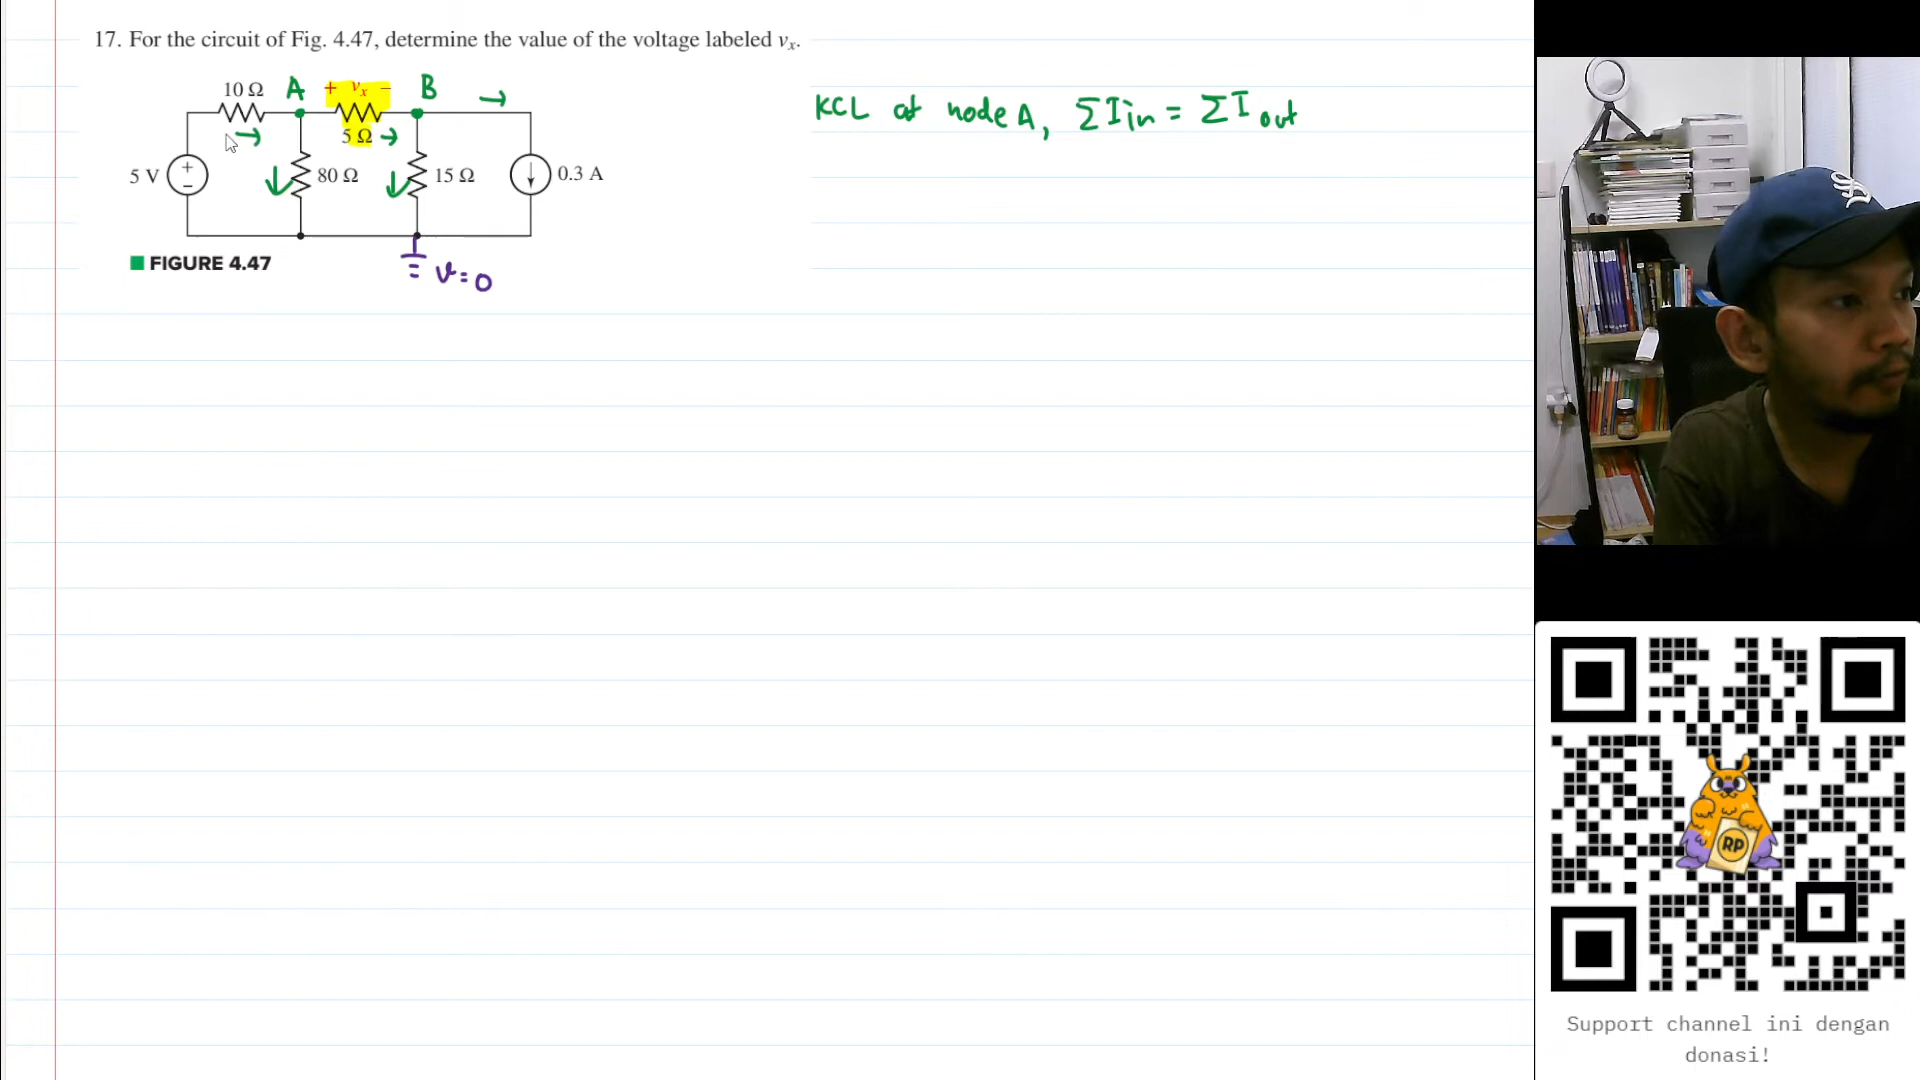 17. For the circuit of Fig. 4.47, determine the value of the voltage labeled vₓ.
10 Ω A + vₓ − B
5 Ω
5 V + − 80 Ω 15 Ω 0.3 A
FIGURE 4.47
V=0
KCL at node A, ΣIin = ΣIout
S
RP
Support channel ini dengan
donasi!